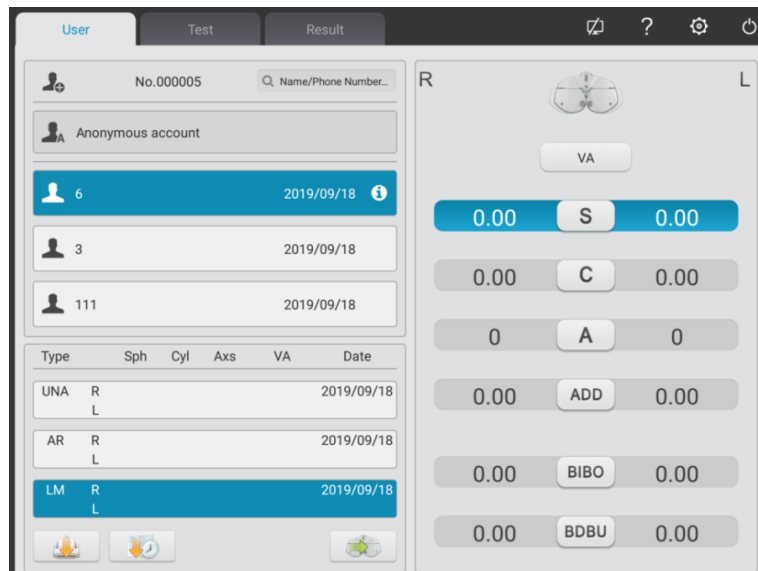 User Test Result
No.000005 Name/Phone Number...
Anonymous account
6 2019/09/18
3 2019/09/18
111 2019/09/18
Type Sph Cyl Axs VA Date
UNA R 2019/09/18
L
AR R 2019/09/18
L
LM R 2019/09/18
L
R L
VA
0.00 S 0.00
0.00 C 0.00
0 A 0
0.00 ADD 0.00
0.00 BIBO 0.00
0.00 BDBU 0.00